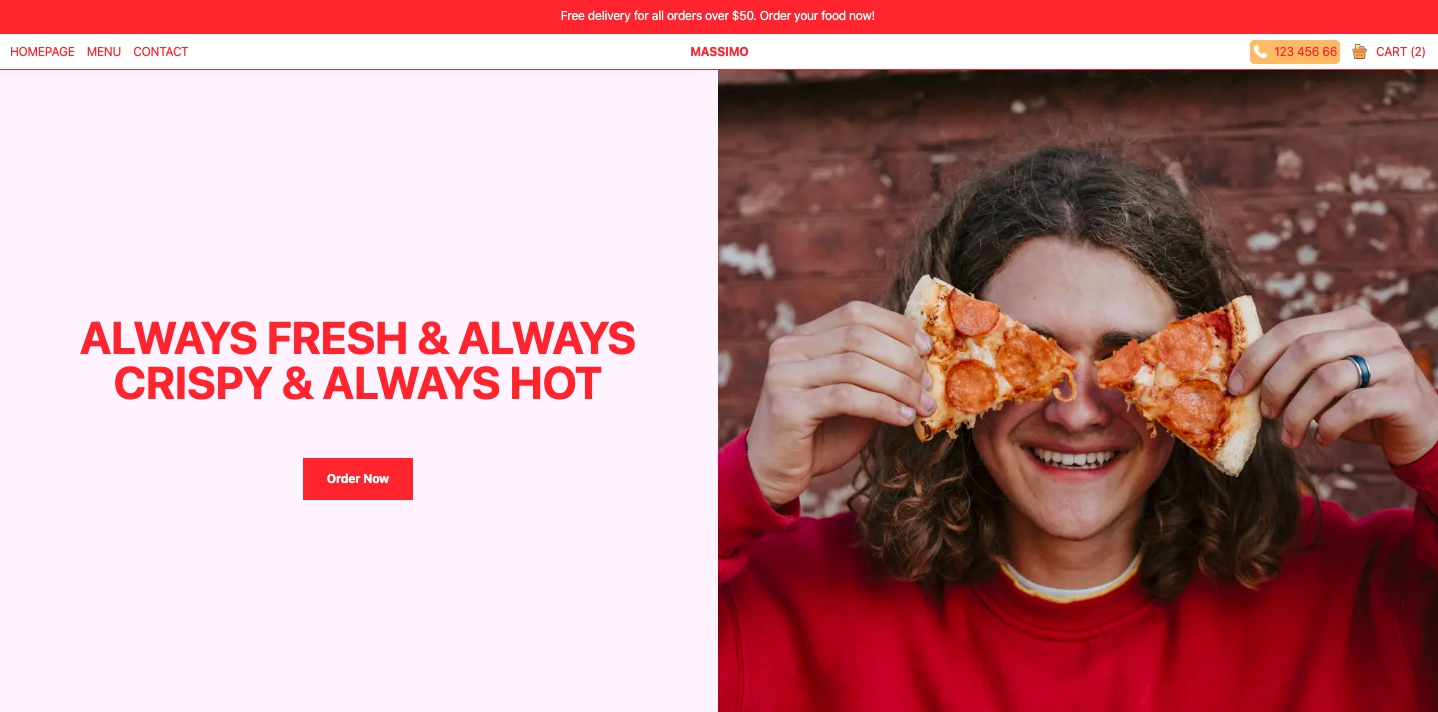 Free delivery for all orders over $50. Order your food now!
HOMEPAGE MENU CONTACT MASSIMO 123 456 66 CART (2)
ALWAYS FRESH & ALWAYS
CRISPY & ALWAYS HOT
Order Now